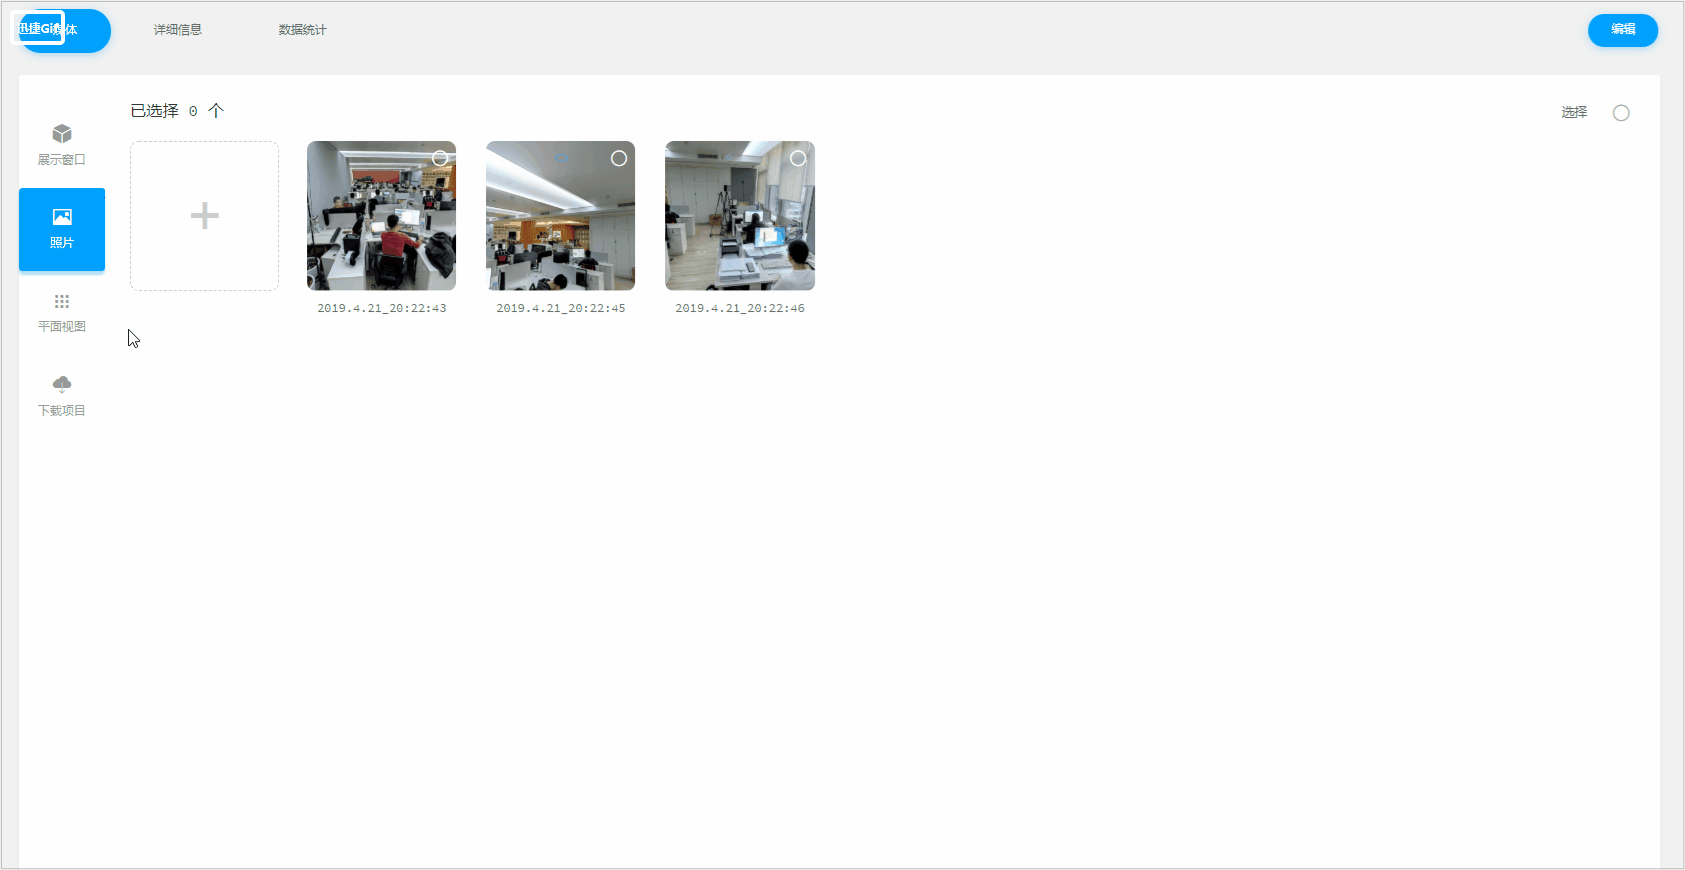 迅捷Gif
体
详细信息
数据统计
编辑
已选择 0 个
选择
展示窗口
照片
平面视图
下载项目
2019.4.21_20:22:43
2019.4.21_20:22:45
2019.4.21_20:22:46